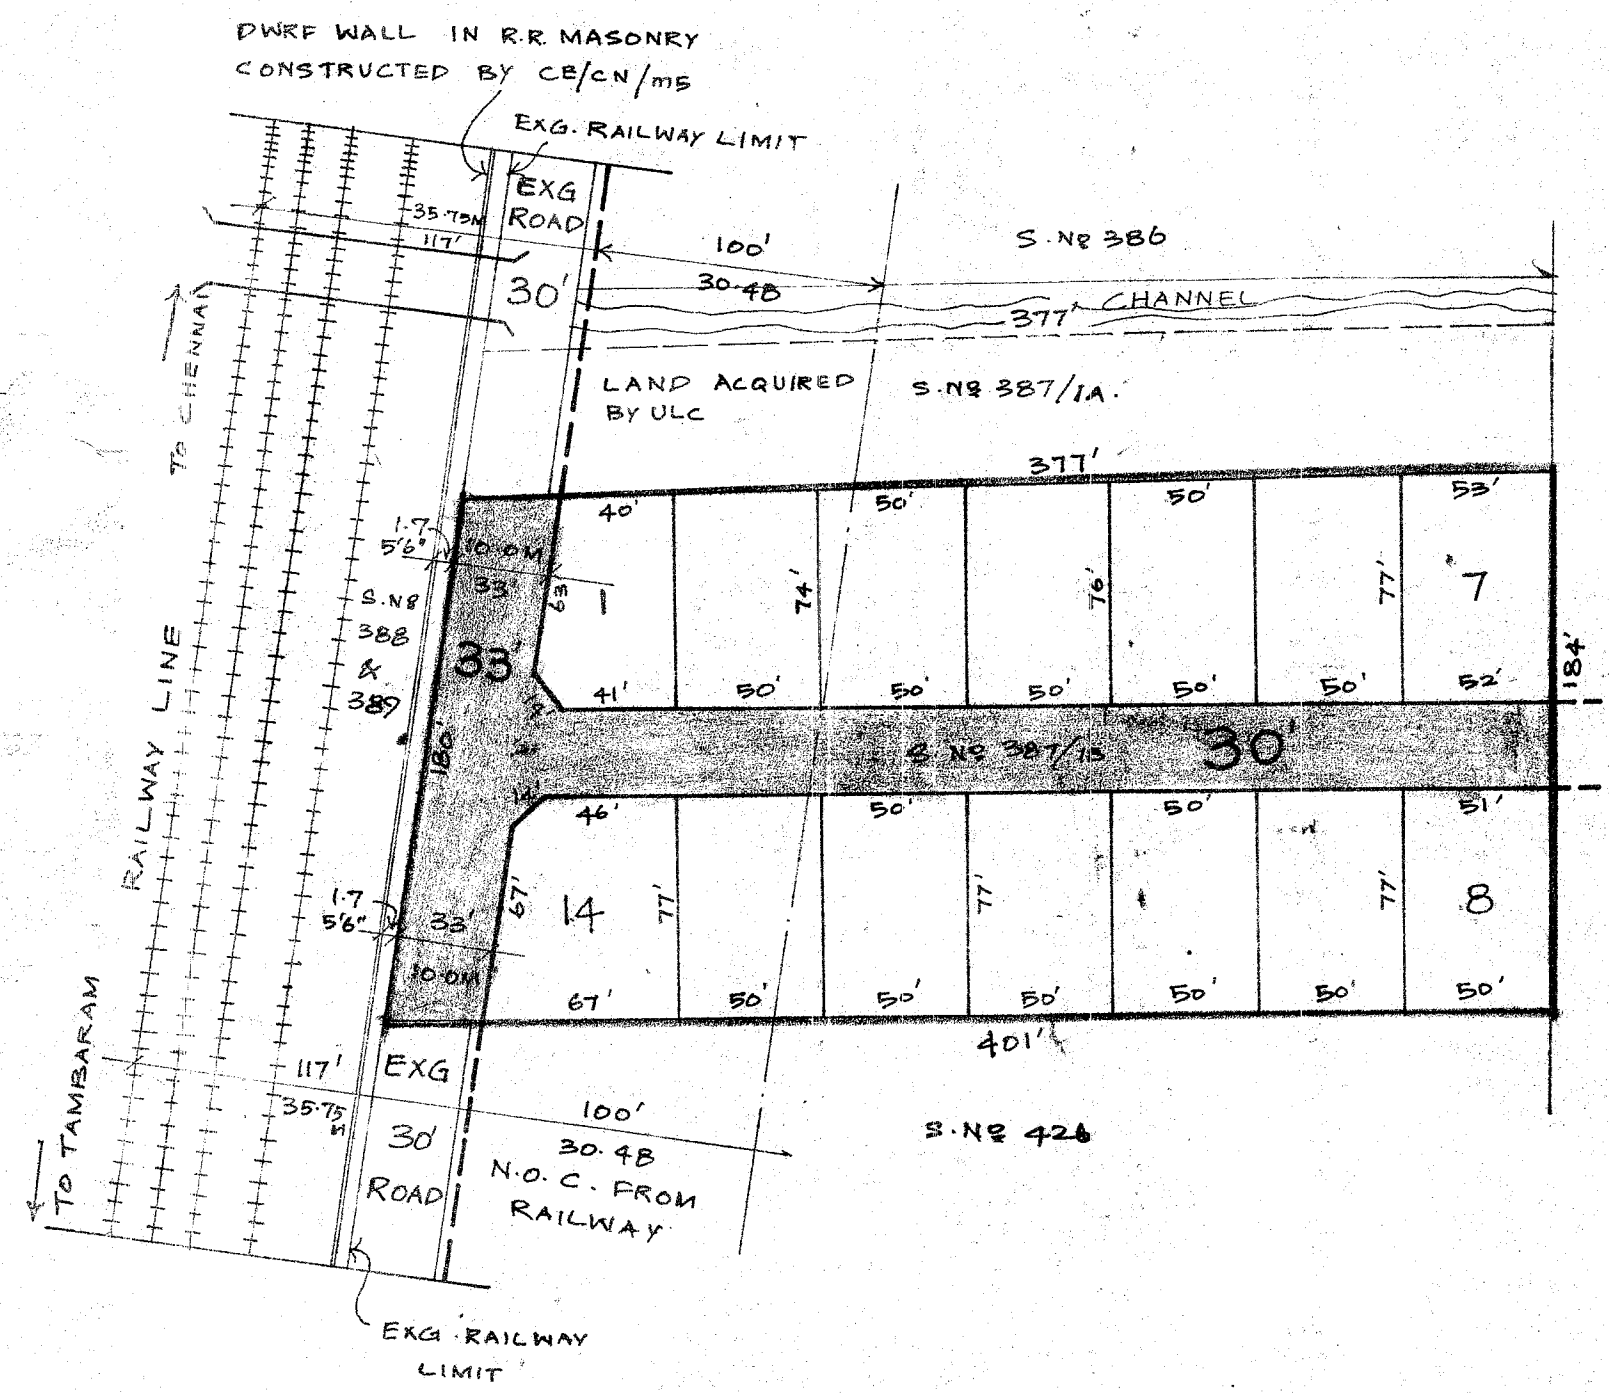 DWRF WALL IN R.R. MASONRY
CONSTRUCTED BY CE/CN/MS
EXG. RAILWAY LIMIT
EXG
ROAD
35.75M
117'
30'
100'
30.48
S.No 386
CHANNEL
377'
TO CHENNAI
LAND ACQUIRED
BY ULC
S.No 387/1A.
377'
40'
50'
50'
53'
1.7
5'6"
10.0M
33'
63'
1
74'
76'
77'
7
S.No
388
&
389
33'
184'
41'
50'
50'
50'
50'
50'
52'
RAILWAY LINE
180'
S No 387/1B
30'
14'
46'
50'
50'
51'
1.7
5'6"
33'
10.0M
67'
14
77'
77'
77'
8
67'
50'
50'
50'
50'
50'
50'
401'
TO TAMBARAM
117'
35.75
EXG
30'
ROAD
100'
30.48
N.O.C. FROM
RAILWAY
S.No 426
EXG. RAILWAY
LIMIT